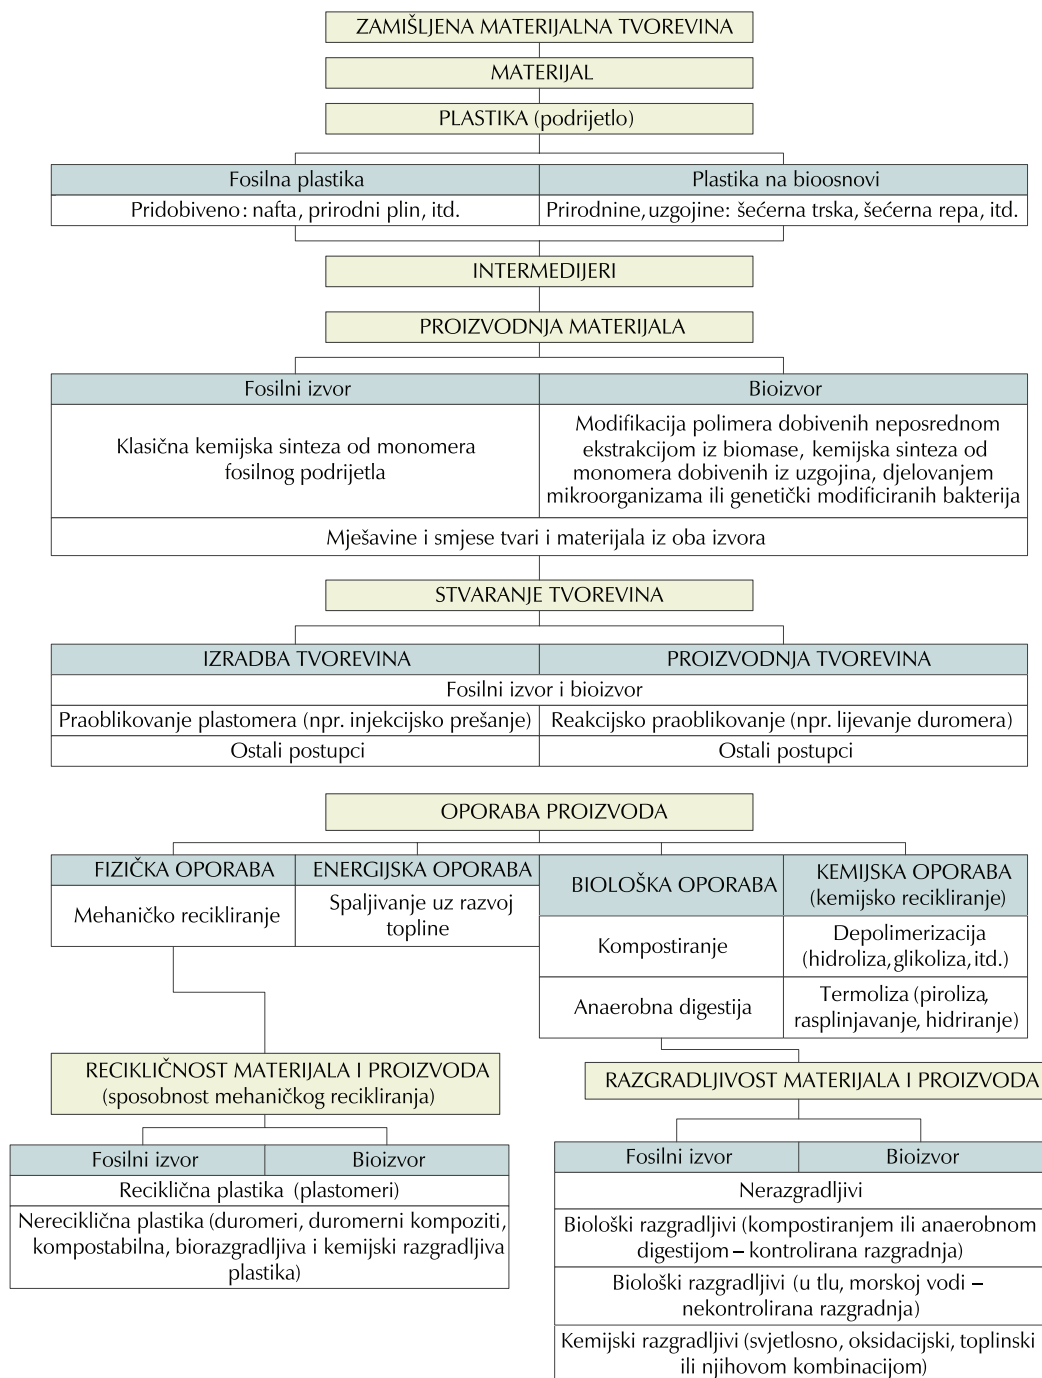 ZAMIŠLJENA MATERIJALNA TVOREVINA
MATERIJAL
PLASTIKA (podrijetlo)
Fosilna plastika
Plastika na bioosnovi
Pridobiveno: nafta, prirodni plin, itd.
Prirodnine, uzgojine: šećerna trska, šećerna repa, itd.
INTERMEDIJERI
PROIZVODNJA MATERIJALA
Fosilni izvor
Bioizvor
Klasična kemijska sinteza od monomera
fosilnog podrijetla
Modifikacija polimera dobivenih neposrednom
ekstrakcijom iz biomase, kemijska sinteza od
monomera dobivenih iz uzgojina, djelovanjem
mikroorganizama ili genetički modificiranih bakterija
Mješavine i smjese tvari i materijala iz oba izvora
STVARANJE TVOREVINA
IZRADBA TVOREVINA
PROIZVODNJA TVOREVINA
Fosilni izvor i bioizvor
Praoblikovanje plastomera (npr. injekcijsko prešanje)
Reakcijsko praoblikovanje (npr. lijevanje duromera)
Ostali postupci
Ostali postupci
OPORABA PROIZVODA
FIZIČKA OPORABA
ENERGIJSKA OPORABA
BIOLOŠKA OPORABA
KEMIJSKA OPORABA
(kemijsko recikliranje)
Mehaničko recikliranje
Spaljivanje uz razvoj
topline
Kompostiranje
Depolimerizacija
(hidroliza, glikoliza, itd.)
Anaerobna digestija
Termoliza (piroliza,
rasplinjavanje, hidriranje)
RECIKLIČNOST MATERIJALA I PROIZVODA
(sposobnost mehaničkog recikliranja)
Fosilni izvor
Bioizvor
Reciklična plastika (plastomeri)
Nereciklična plastika (duromeri, duromerni kompoziti,
kompostabilna, biorazgradljiva i kemijski razgradljiva
plastika)
RAZGRADLJIVOST MATERIJALA I PROIZVODA
Fosilni izvor
Bioizvor
Nerazgradljivi
Biološki razgradljivi (kompostiranjem ili anaerobnom
digestijom – kontrolirana razgradnja)
Biološki razgradljivi (u tlu, morskoj vodi –
nekontrolirana razgradnja)
Kemijski razgradljivi (svjetlosno, oksidacijski, toplinski
ili njihovom kombinacijom)